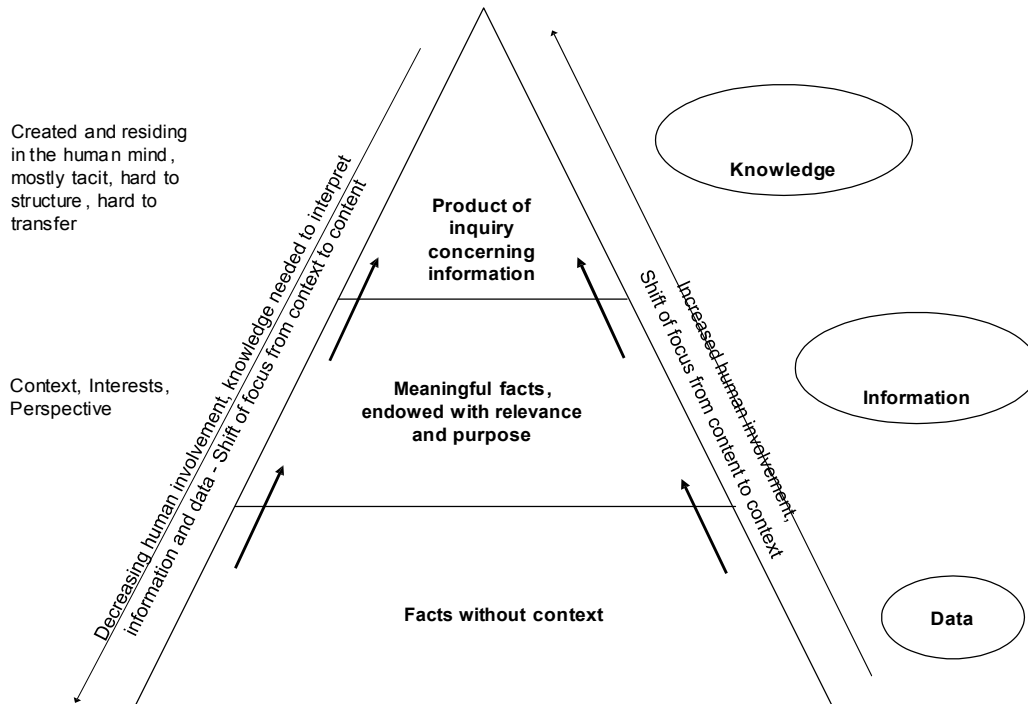 Created and residing
in the human mind,
mostly tacit, hard to
structure, hard to
transfer
Context, Interests,
Perspective
Decreasing human involvement, knowledge needed to interpret
information and data - Shift of focus from context to content
Product of
inquiry
concerning
information
Meaningful facts,
endowed with relevance
and purpose
Facts without context
Increased human involvement,
Shift of focus from content to context
Knowledge
Information
Data